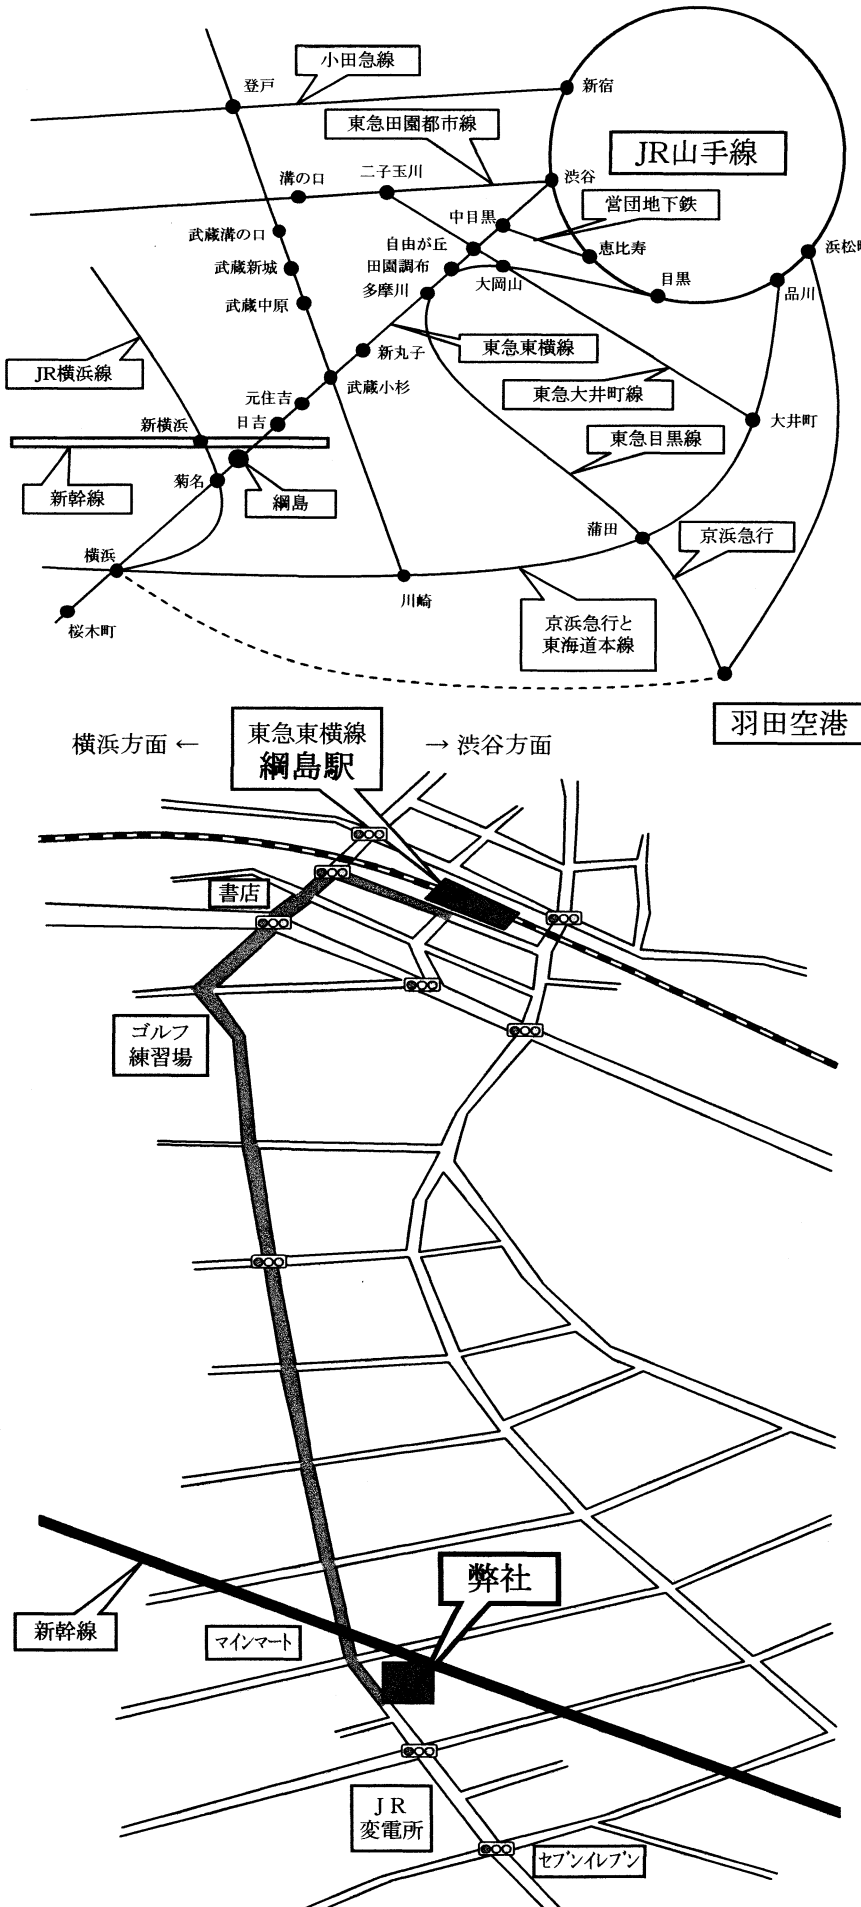 小田急線
登戸
新宿
東急田園都市線
JR山手線
二子玉川
渋谷
溝の口
営団地下鉄
中目黒
武蔵溝の口
自由が丘
恵比寿
浜松町
武蔵新城
田園調布
大岡山
目黒
品川
多摩川
武蔵中原
東急東横線
新丸子
JR横浜線
武蔵小杉
東急大井町線
元住吉
大井町
日吉
新横浜
東急目黒線
菊名
新幹線
綱島
蒲田
京浜急行
横浜
川崎
京浜急行と
東海道本線
桜木町
羽田空港
横浜方面 ←
東急東横線
綱島駅
→ 渋谷方面
書店
ゴルフ
練習場
弊社
新幹線
マインマート
JR
変電所
セブンイレブン